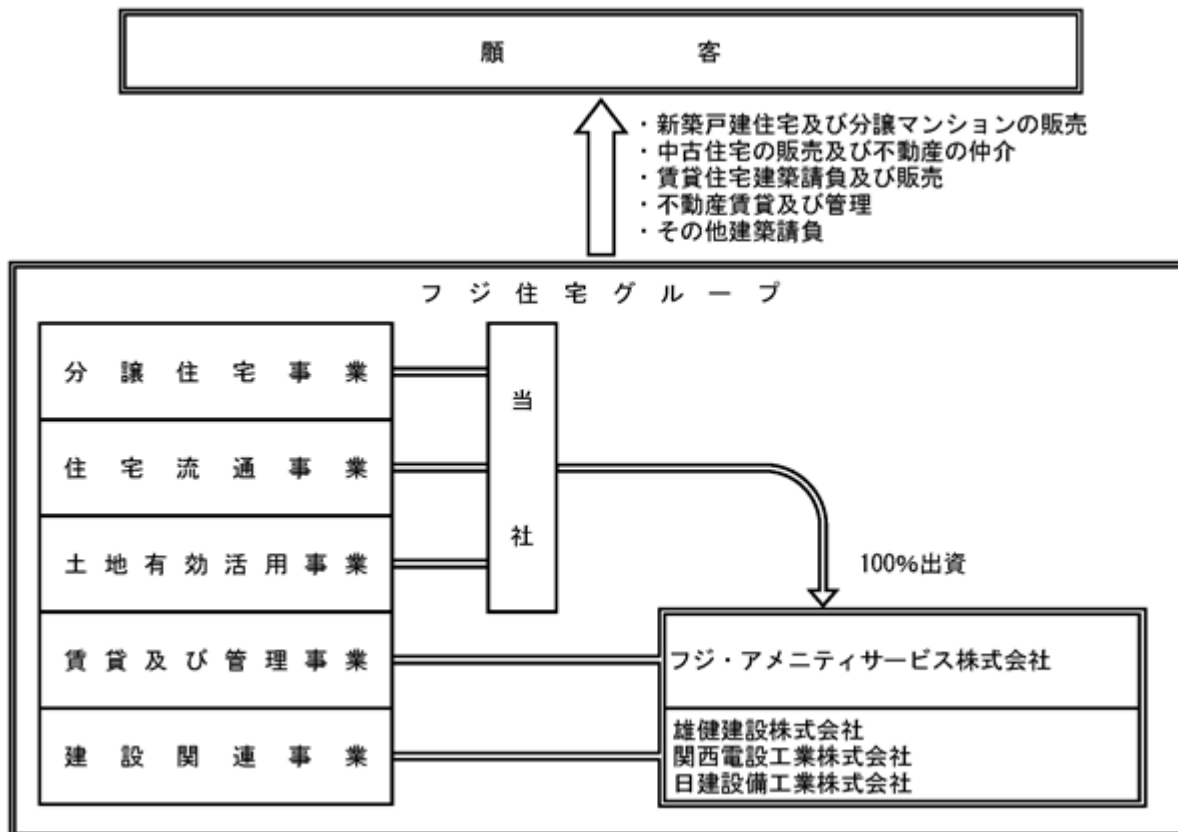 顧客
・新築戸建住宅及び分譲マンションの販売
・中古住宅の販売及び不動産の仲介
・賃貸住宅建築請負及び販売
・不動産賃貸及び管理
・その他建築請負
フジ住宅グループ
分譲住宅事業
住宅流通事業
土地有効活用事業
賃貸及び管理事業
建設関連事業
当社
100%出資
フジ・アメニティサービス株式会社
雄健建設株式会社
関西電設工業株式会社
日建設備工業株式会社